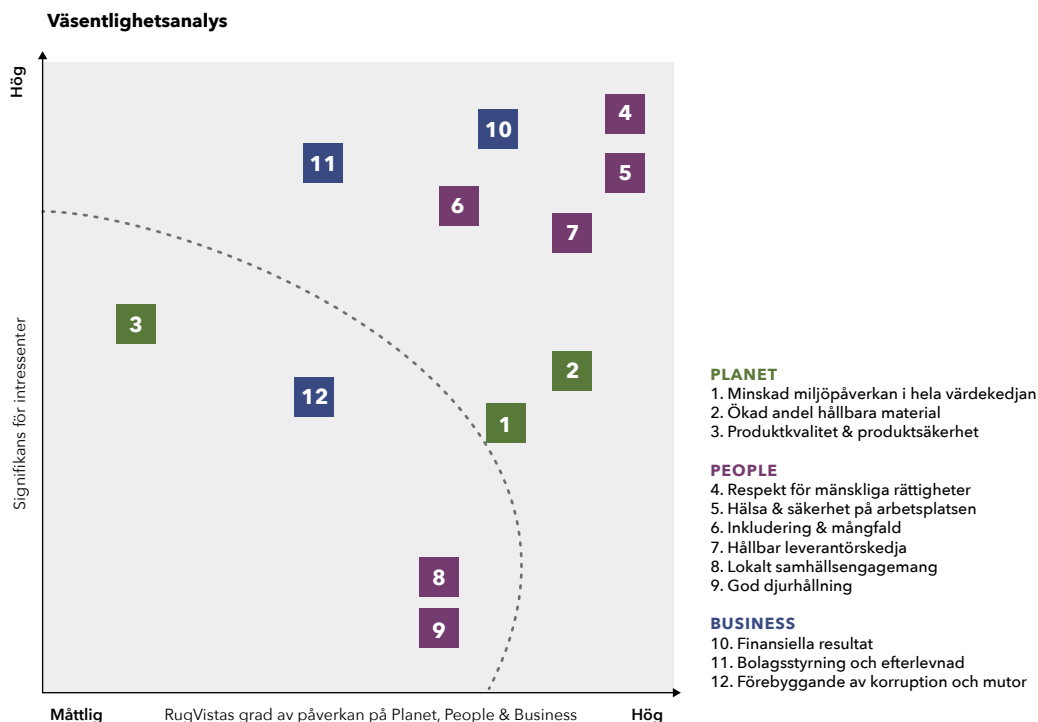 Väsentlighetsanalys
Hög
4
10
11
5
6
7
3
Signifikans för intressenter
2
12
1
8
9
Måttlig
RugVistas grad av påverkan på Planet, People & Business
Hög
PLANET
1. Minskad miljöpåverkan i hela värdekedjan
2. Ökad andel hållbara material
3. Produktkvalitet & produktsäkerhet
PEOPLE
4. Respekt för mänskliga rättigheter
5. Hälsa & säkerhet på arbetsplatsen
6. Inkludering & mångfald
7. Hållbar leverantörskedja
8. Lokalt samhällsengagemang
9. God djurhållning
BUSINESS
10. Finansiella resultat
11. Bolagsstyrning och efterlevnad
12. Förebyggande av korruption och mutor